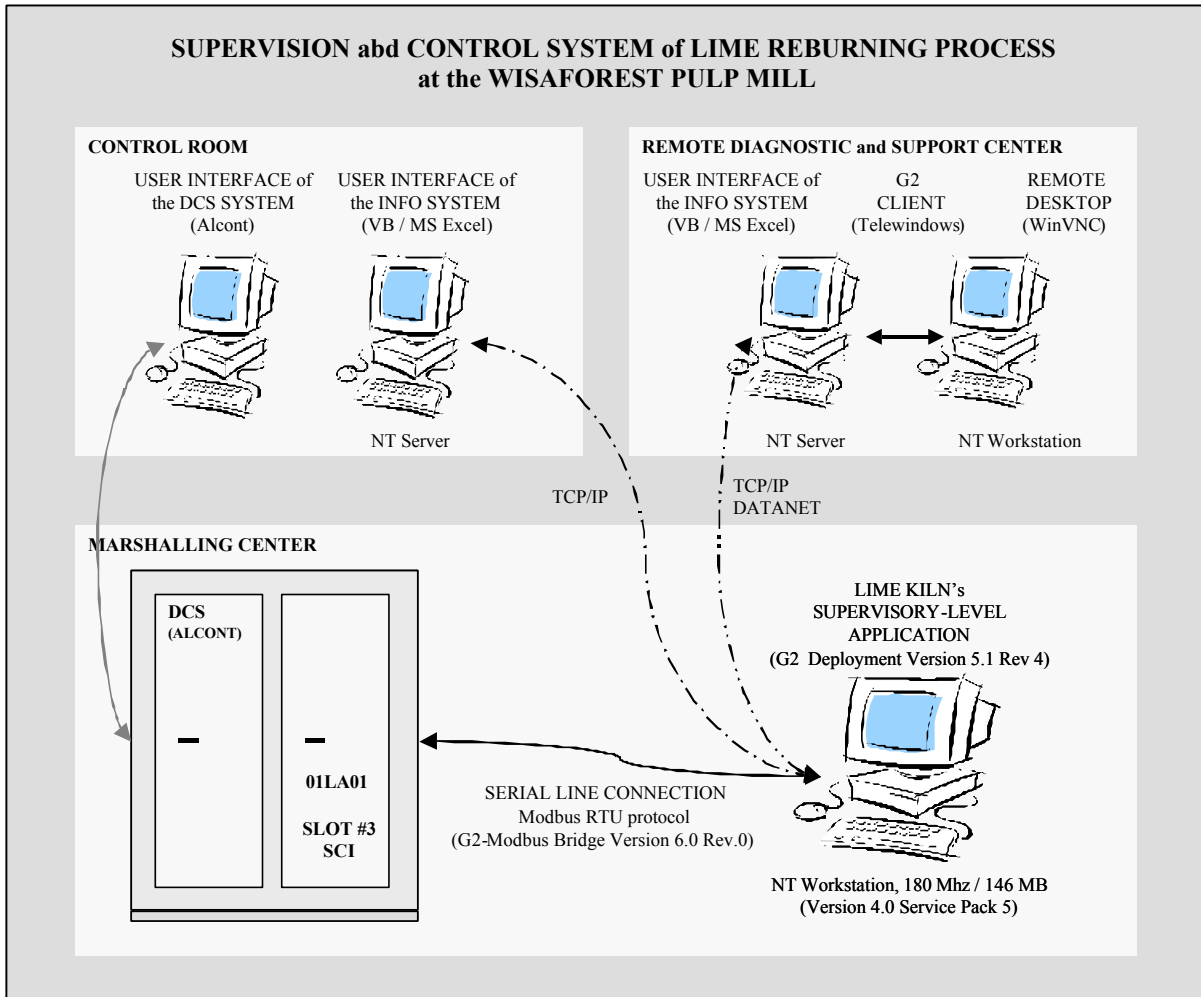 SUPERVISION abd CONTROL SYSTEM of LIME REBURNING PROCESS
at the WISAFOREST PULP MILL
CONTROL ROOM
USER INTERFACE of
the DCS SYSTEM
(Alcont)
USER INTERFACE of
the INFO SYSTEM
(VB / MS Excel)
NT Server
REMOTE DIAGNOSTIC and SUPPORT CENTER
USER INTERFACE of
the INFO SYSTEM
(VB / MS Excel)
G2
CLIENT
(Telewindows)
REMOTE
DESKTOP
(WinVNC)
NT Server
NT Workstation
TCP/IP
TCP/IP
DATANET
MARSHALLING CENTER
DCS
(ALCONT)
01LA01
SLOT #3
SCI
SERIAL LINE CONNECTION
Modbus RTU protocol
(G2-Modbus Bridge Version 6.0 Rev.0)
LIME KILN's
SUPERVISORY-LEVEL
APPLICATION
(G2 Deployment Version 5.1 Rev 4)
NT Workstation, 180 Mhz / 146 MB
(Version 4.0 Service Pack 5)